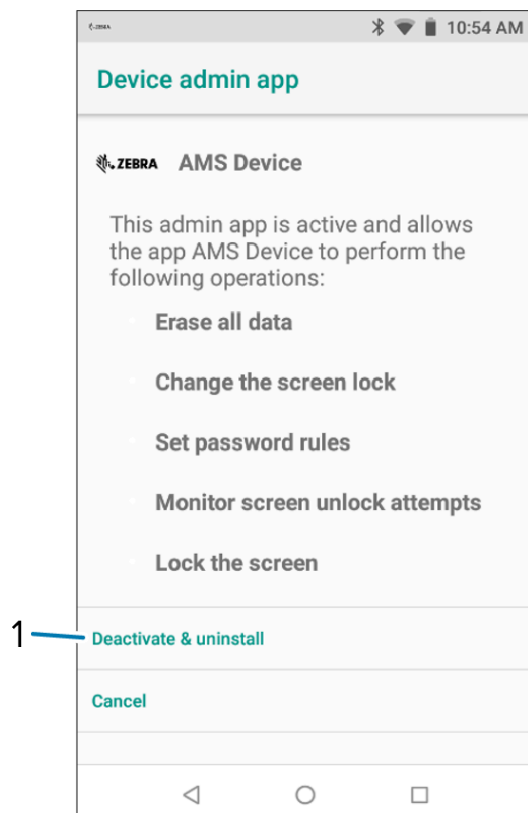 ZEBRA 10:54 AM
Device admin app
ZEBRA AMS Device
This admin app is active and allows
the app AMS Device to perform the
following operations:
Erase all data
Change the screen lock
Set password rules
Monitor screen unlock attempts
Lock the screen
1 Deactivate & uninstall
Cancel